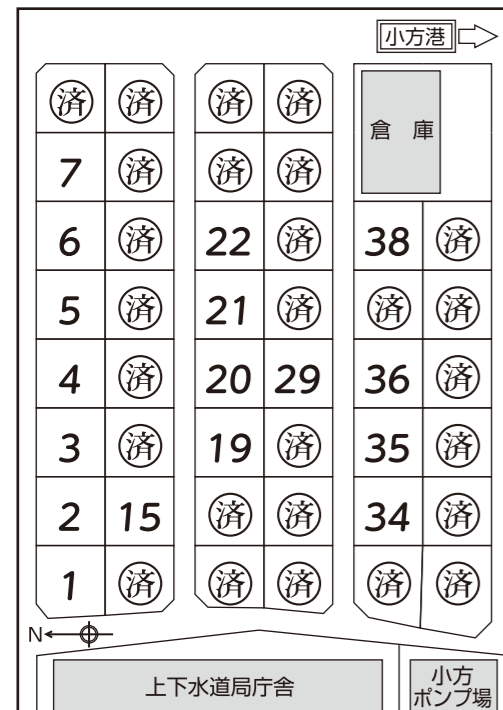 小方港
済 済 済 済
倉 庫
7 済 済 済
6 済 22 済 38 済
5 済 21 済 済 済
4 済 20 29 36 済
3 済 19 済 35 済
2 15 済 済 34 済
1 済 済 済 済 済
N
上下水道局庁舎
小方
ポンプ場